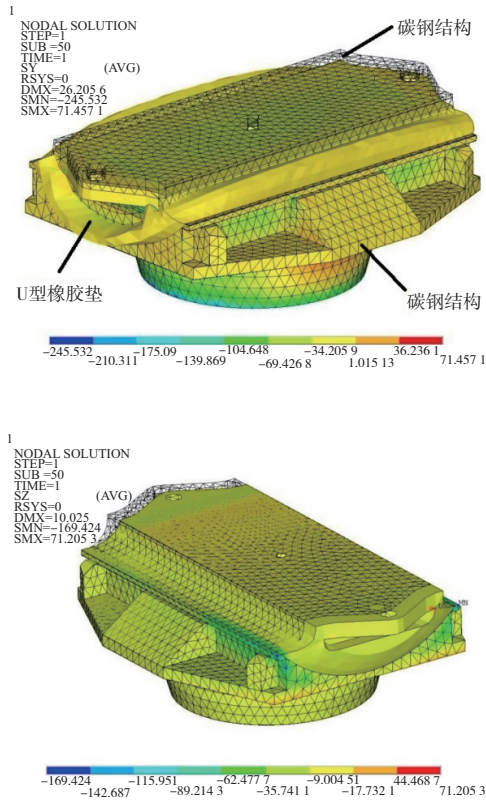 1
NODAL SOLUTION
STEP=1
SUB =50
TIME=1
SY (AVG)
RSYS=0
DMX=26.205 6
SMN=-245.532
SMX=71.457 1
碳钢结构
U型橡胶垫
碳钢结构
-245.532 -175.09 -104.648 -34.205 9 36.236 1
-210.311 -139.869 -69.426 8 1.015 13 71.457 1
1
NODAL SOLUTION
STEP=1
SUB =50
TIME=1
SZ (AVG)
RSYS=0
DMX=10.025
SMN=-169.424
SMX=71.205 3
MN
-169.424 -115.951 -62.477 7 -9.004 51 44.468 7
-142.687 -89.214 3 -35.741 1 -17.732 1 71.205 3